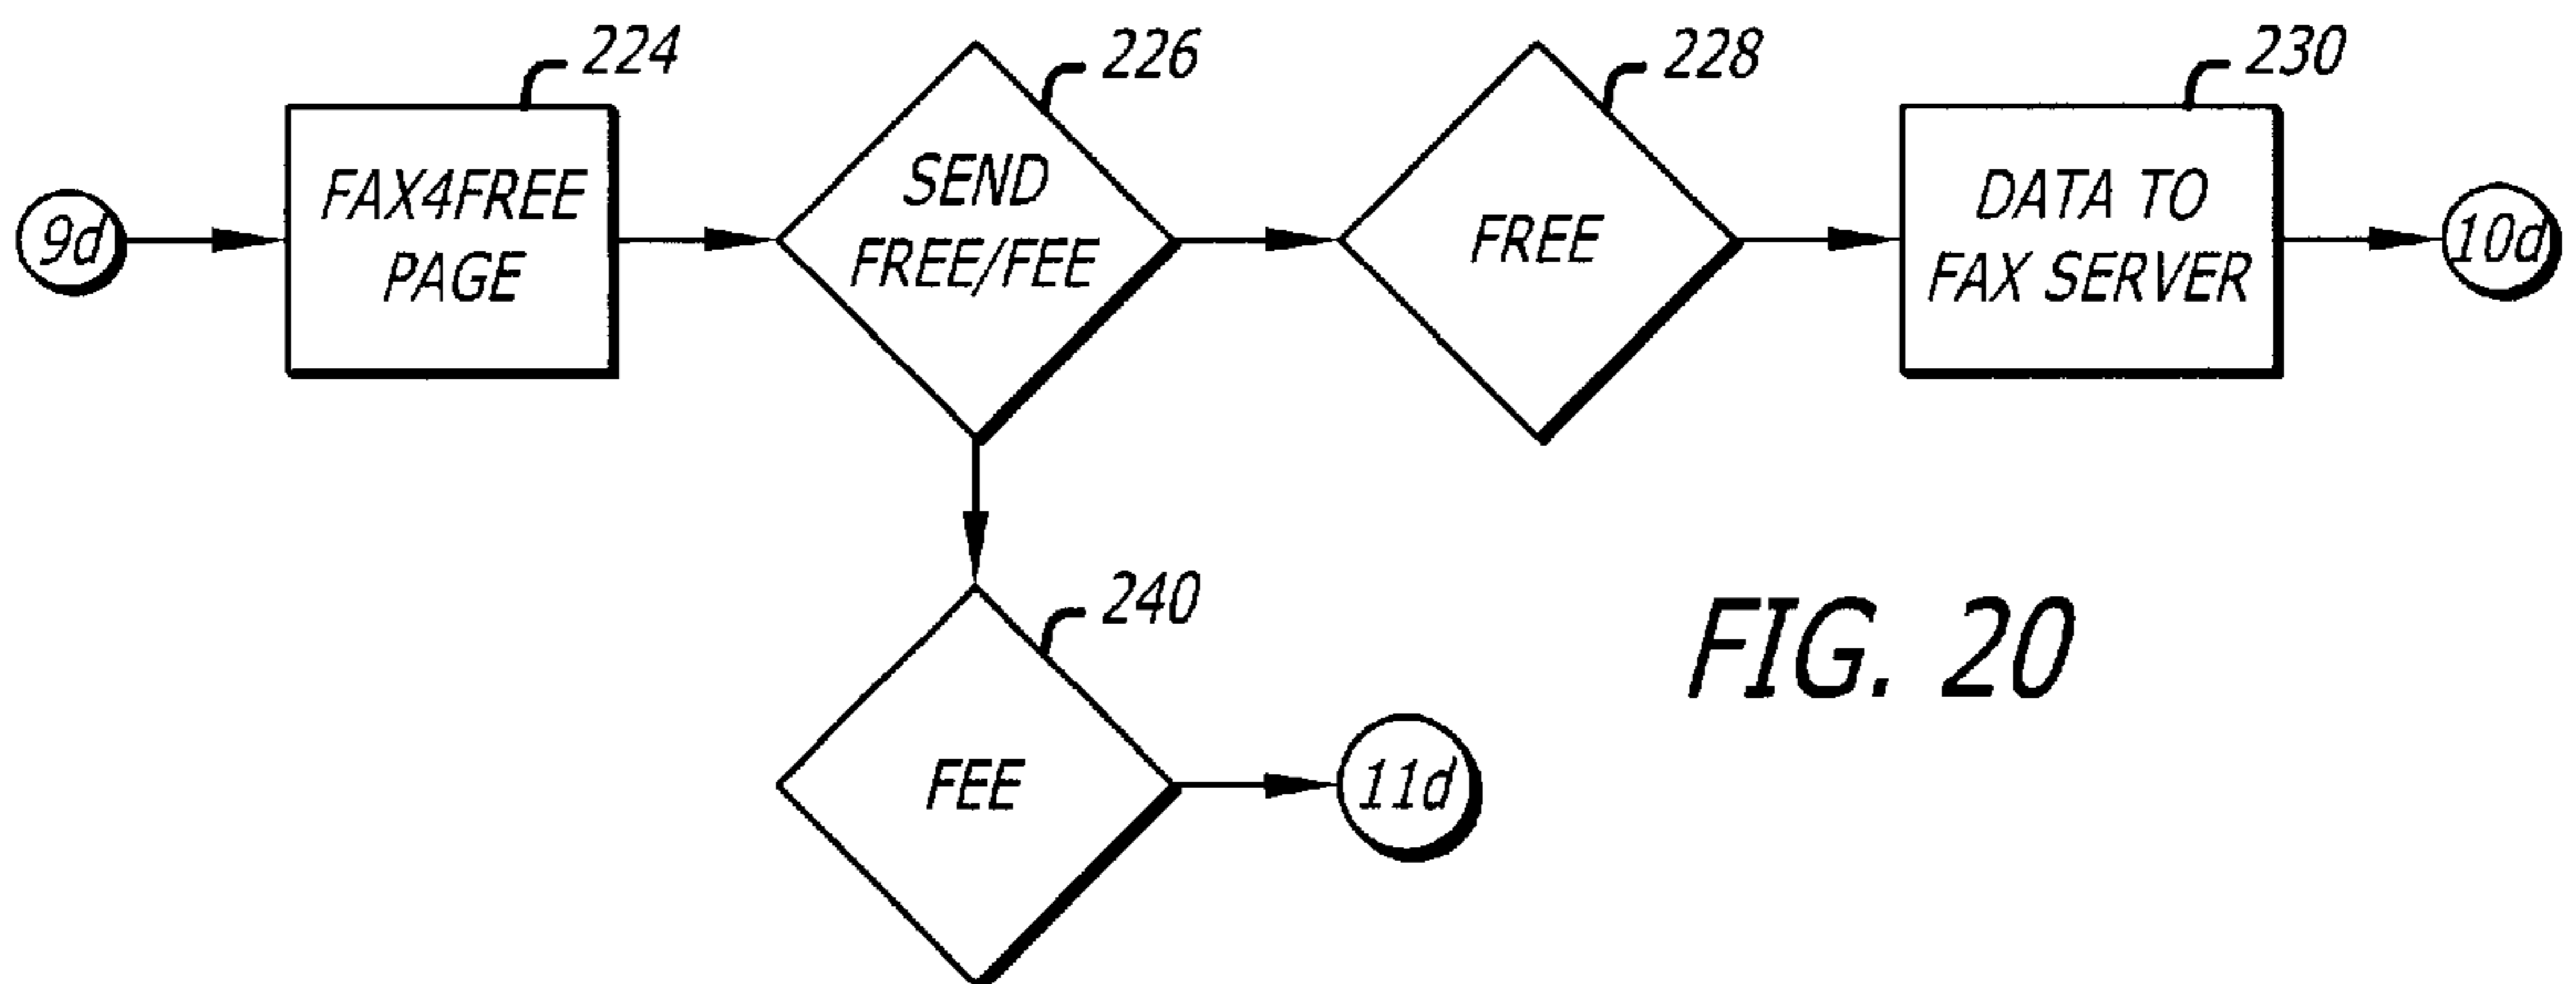 224
226
228
230
9d
FAX4FREE
PAGE
SEND
FREE/FEE
FREE
DATA TO
FAX SERVER
10d
240
FEE
11d
FIG. 20